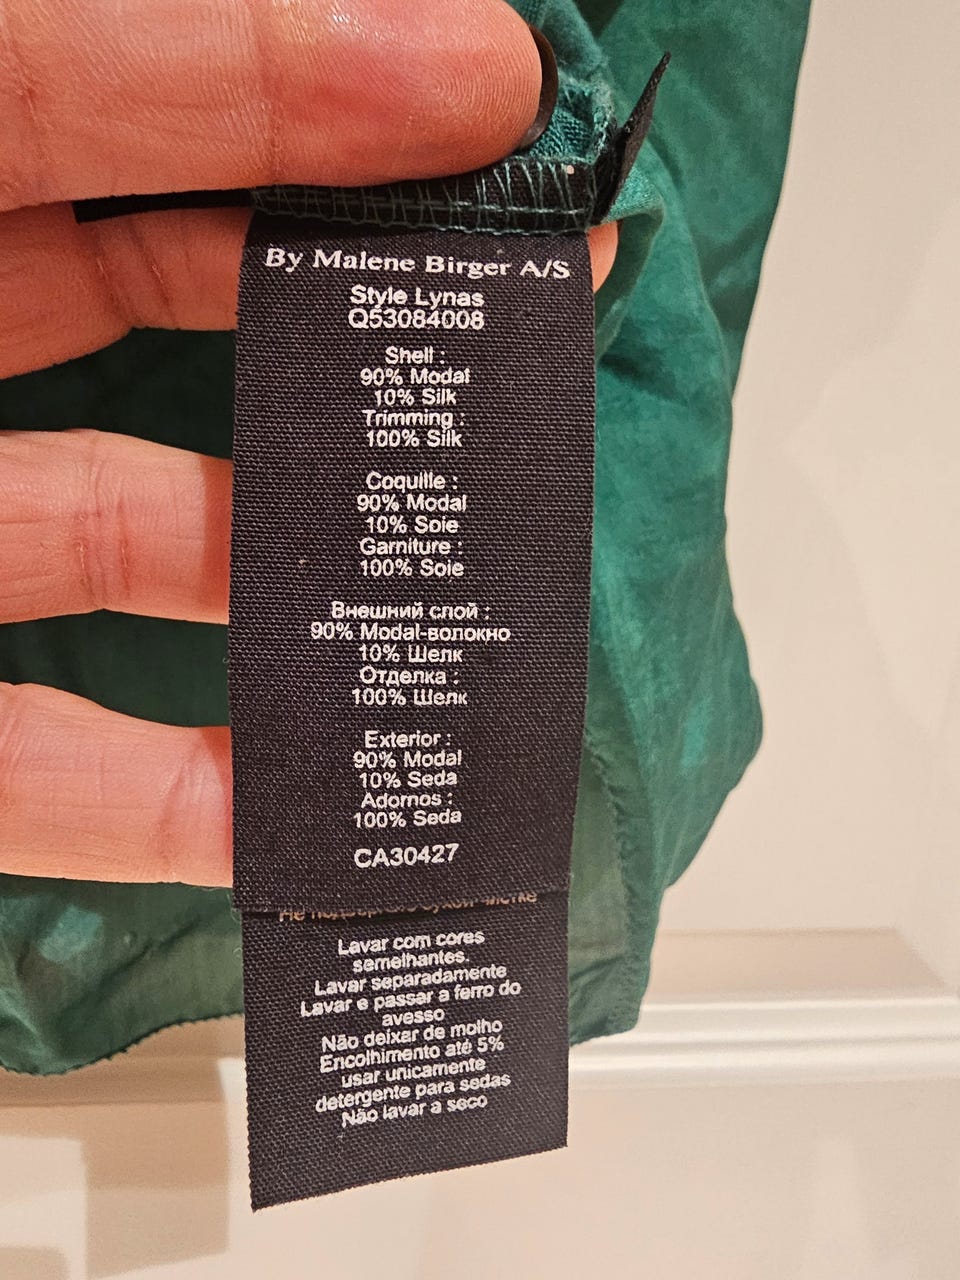 By Malene Birger A/S
Style Lynas
Q53084008
Shell :
90% Modal
10% Silk
Trimming :
100% Silk
Coquille :
90% Modal
10% Soie
Garniture :
100% Soie
Внешний слой :
90% Modal-волокно
10% Шелк
Отделка :
100% Шелк
Exterior :
90% Modal
10% Seda
Adornos :
100% Seda
CA30427
Не
Lavar com cores
semelhantes.
Lavar separadamente
Lavar e passar a ferro do
avesso
Não deixar de molho
Encolhimento até 5%
usar unicamente
detergente para sedas
Não lavar a seco